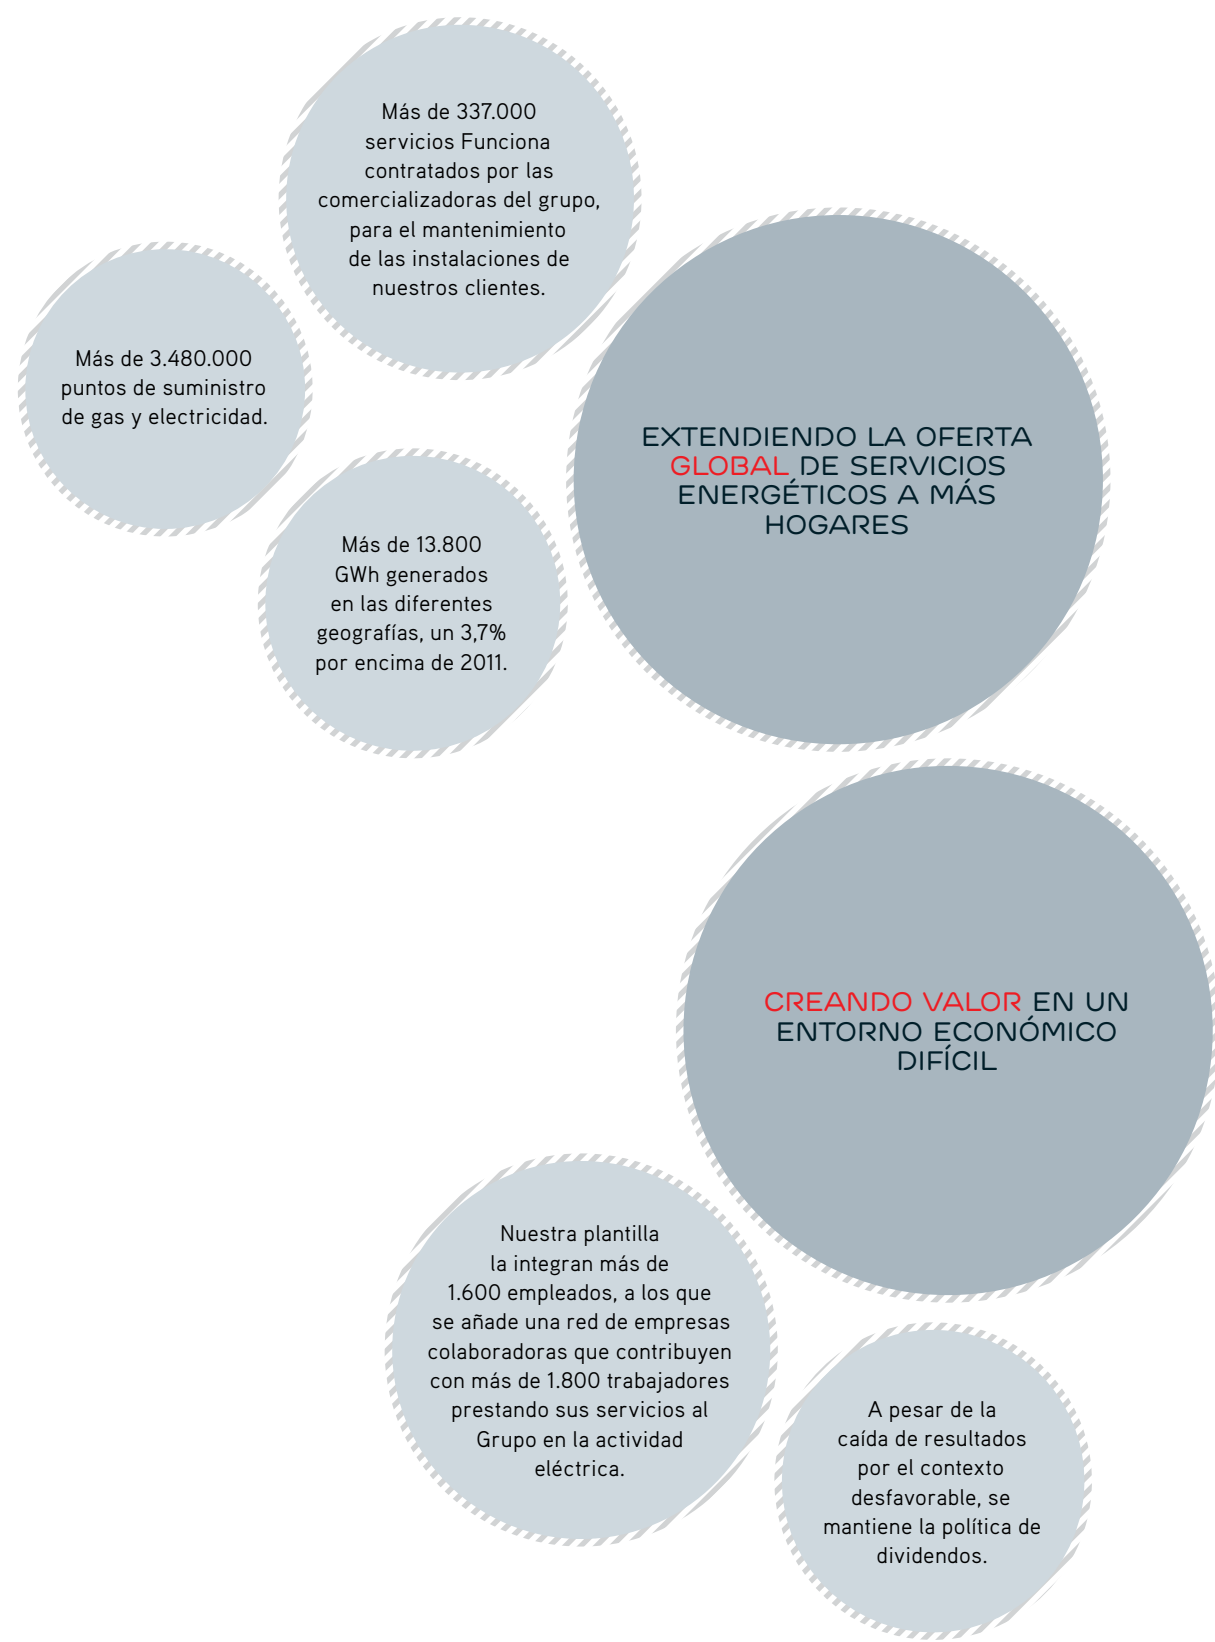 Más de 337.000
servicios Funciona
contratados por las
comercializadoras del grupo,
para el mantenimiento
de las instalaciones de
nuestros clientes.
Más de 3.480.000
puntos de suministro
de gas y electricidad.
EXTENDIENDO LA OFERTA
GLOBAL DE SERVICIOS
ENERGÉTICOS A MÁS
HOGARES
Más de 13.800
GWh generados
en las diferentes
geografías, un 3,7%
por encima de 2011.
CREANDO VALOR EN UN
ENTORNO ECONÓMICO
DIFÍCIL
Nuestra plantilla
la integran más de
1.600 empleados, a los que
se añade una red de empresas
colaboradoras que contribuyen
con más de 1.800 trabajadores
prestando sus servicios al
Grupo en la actividad
eléctrica.
A pesar de la
caída de resultados
por el contexto
desfavorable, se
mantiene la política de
dividendos.